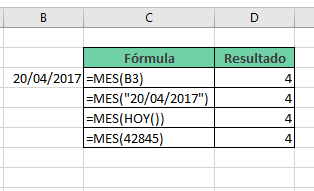 B C D
Fórmula Resultado
20/04/2017 =MES(B3) 4
=MES("20/04/2017") 4
=MES(HOY()) 4
=MES(42845) 4